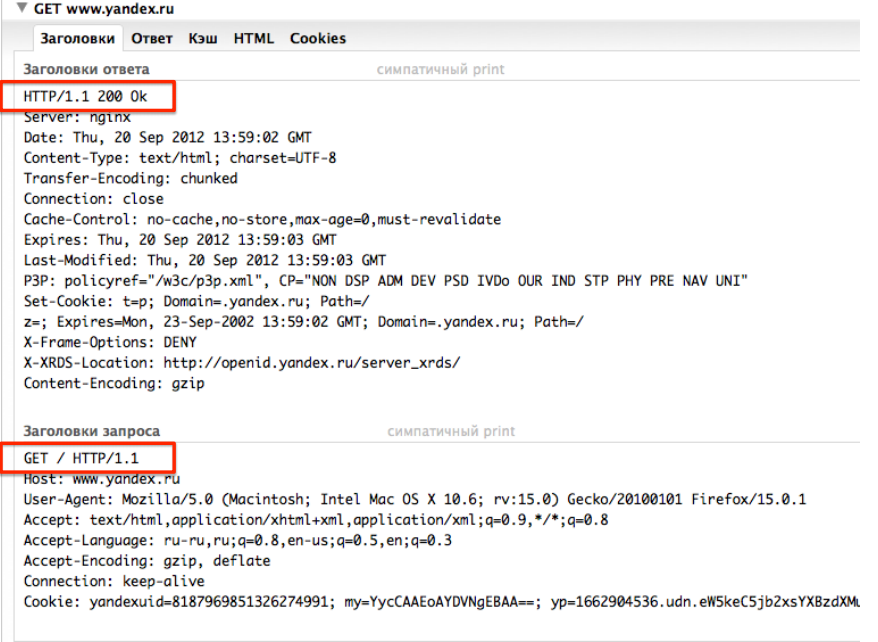 GET www.yandex.ru
Заголовки Ответ Кэш HTML Cookies
Заголовки ответа симпатичный print
HTTP/1.1 200 Ok
Server: nginx
Date: Thu, 20 Sep 2012 13:59:02 GMT
Content-Type: text/html; charset=UTF-8
Transfer-Encoding: chunked
Connection: close
Cache-Control: no-cache,no-store,max-age=0,must-revalidate
Expires: Thu, 20 Sep 2012 13:59:03 GMT
Last-Modified: Thu, 20 Sep 2012 13:59:03 GMT
P3P: policyref="/w3c/p3p.xml", CP="NON DSP ADM DEV PSD IVDo OUR IND STP PHY PRE NAV UNI"
Set-Cookie: t=p; Domain=.yandex.ru; Path=/
z=; Expires=Mon, 23-Sep-2002 13:59:02 GMT; Domain=.yandex.ru; Path=/
X-Frame-Options: DENY
X-XRDS-Location: http://openid.yandex.ru/server_xrds/
Content-Encoding: gzip
Заголовки запроса симпатичный print
GET / HTTP/1.1
Host: www.yandex.ru
User-Agent: Mozilla/5.0 (Macintosh; Intel Mac OS X 10.6; rv:15.0) Gecko/20100101 Firefox/15.0.1
Accept: text/html,application/xhtml+xml,application/xml;q=0.9,*/*;q=0.8
Accept-Language: ru-ru,ru;q=0.8,en-us;q=0.5,en;q=0.3
Accept-Encoding: gzip, deflate
Connection: keep-alive
Cookie: yandexuid=8187969851326274991; my=YycCAAEoAYDVNgEBAA==; yp=1662904536.udn.eW5keC5jb2xsYXBzdXMu